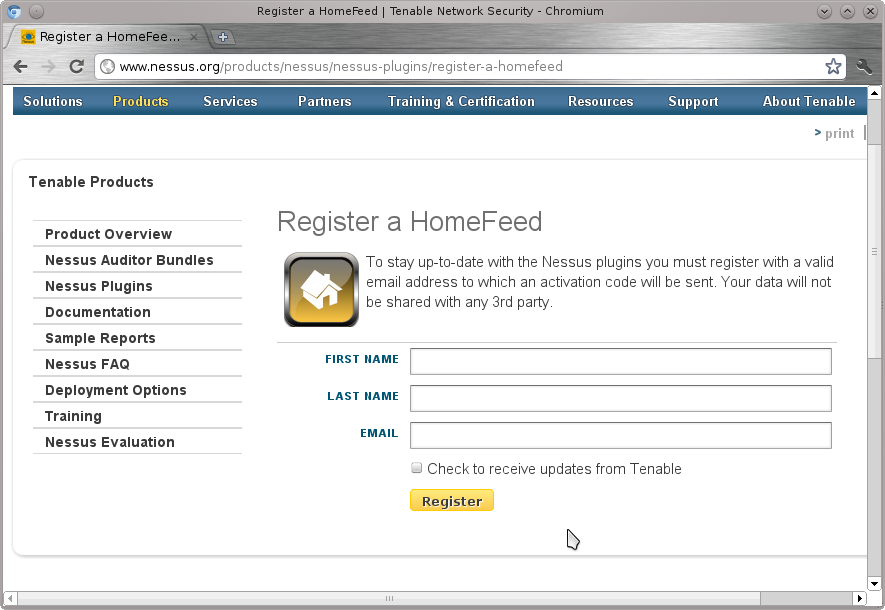 Register a HomeFeed | Tenable Network Security - Chromium
Register a HomeFee...
www.nessus.org/products/nessus/nessus-plugins/register-a-homefeed
Solutions Products Services Partners Training & Certification Resources Support About Tenable
> print |
Tenable Products
Product Overview
Nessus Auditor Bundles
Nessus Plugins
Documentation
Sample Reports
Nessus FAQ
Deployment Options
Training
Nessus Evaluation
Register a HomeFeed
To stay up-to-date with the Nessus plugins you must register with a valid
email address to which an activation code will be sent. Your data will not
be shared with any 3rd party.
FIRST NAME
LAST NAME
EMAIL
Check to receive updates from Tenable
Register